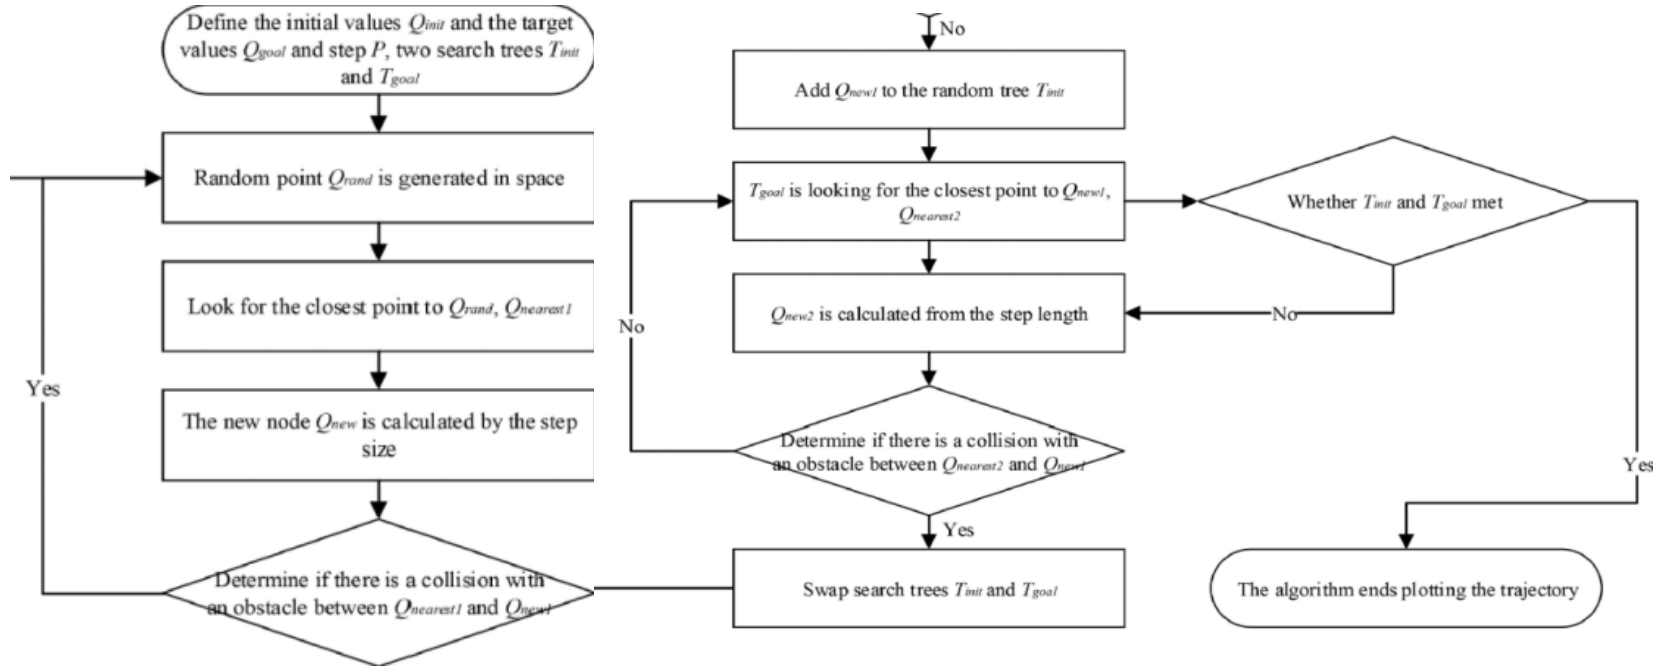 Define the initial values Qinit and the target
values Qgoal and step P, two search trees Tinit
and Tgoal
Random point Qrand is generated in space
Look for the closest point to Qrand, Qnearest1
The new node Qnew is calculated by the step
size
Yes
Determine if there is a collision with
an obstacle between Qnearest1 and Qnew1
No
Add Qnew1 to the random tree Tinit
Tgoal is looking for the closest point to Qnew1,
Qnearest2
Whether Tinit and Tgoal met
Qnew2 is calculated from the step length
No
No
Determine if there is a collision with
an obstacle between Qnearest2 and Qnew1
Yes
Yes
Swap search trees Tinit and Tgoal
The algorithm ends plotting the trajectory